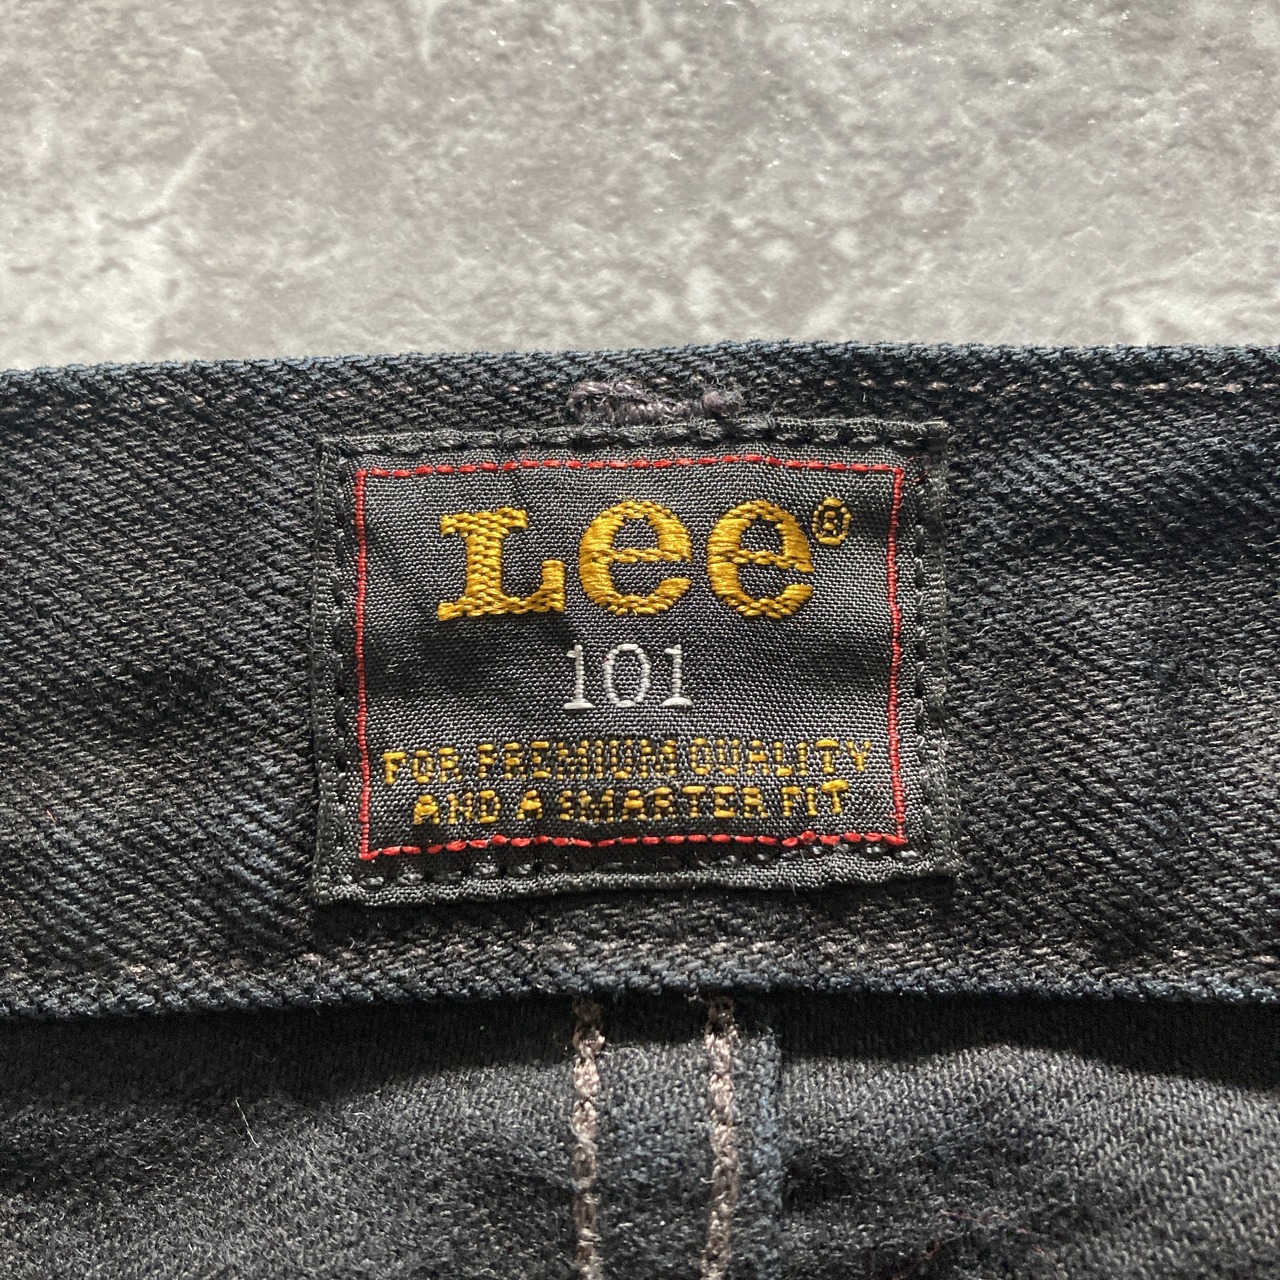 Lee®
101
FOR PREMIUM QUALITY
AND A SMARTER FIT